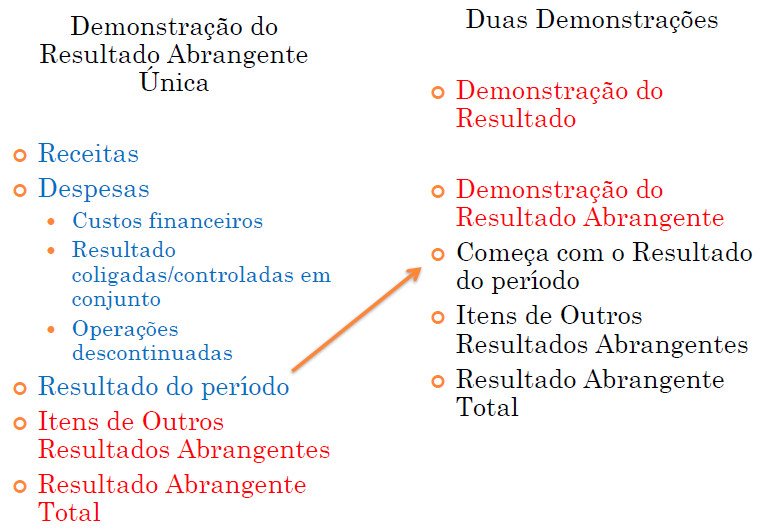 Demonstração do
Resultado Abrangente
Única
Receitas
Despesas
Custos financeiros
Resultado
coligadas/controladas em
conjunto
Operações
descontinuadas
Resultado do período
Itens de Outros
Resultados Abrangentes
Resultado Abrangente
Total
Duas Demonstrações
Demonstração do
Resultado
Demonstração do
Resultado Abrangente
Começa com o Resultado
do período
Itens de Outros
Resultados Abrangentes
Resultado Abrangente
Total